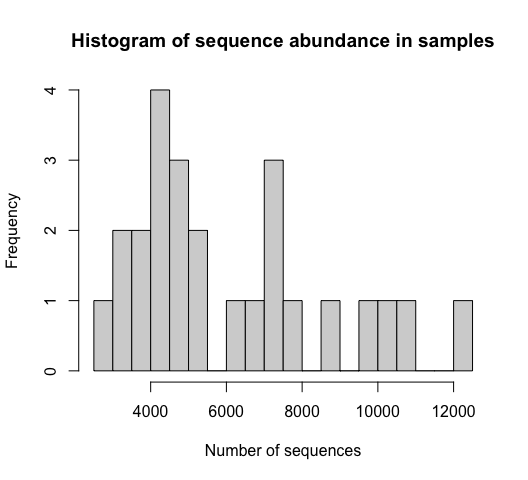 Histogram of sequence abundance in samples
Frequency
4
3
2
1
0
4000 6000 8000 10000 12000
Number of sequences